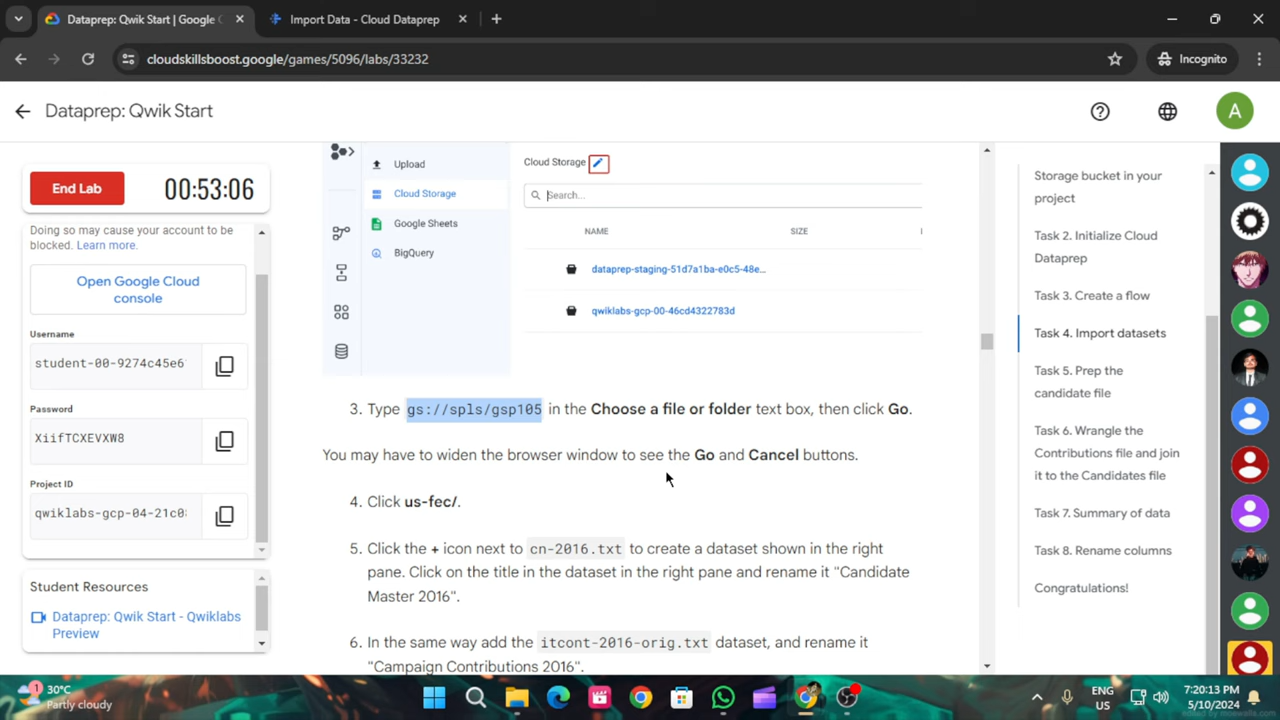 Dataprep: Qwik Start | Google C
Import Data - Cloud Dataprep
cloudskillsboost.google/games/5096/labs/33232
Incognito
Dataprep: Qwik Start
A
End Lab
00:53:06
Doing so may cause your account to be
blocked. Learn more.
Open Google Cloud
console
Username
student-00-9274c45e6
Password
XiifTCXEVXW8
Project ID
qwiklabs-gcp-04-21c0
Student Resources
Dataprep: Qwik Start - Qwiklabs
Preview
Upload
Cloud Storage
Google Sheets
BigQuery
Cloud Storage
Search...
NAME
SIZE
dataprep-staging-51d7a1ba-e0c5-48e...
qwiklabs-gcp-00-46cd4322783d
3. Type gs://spls/gsp105 in the Choose a file or folder text box, then click Go.
You may have to widen the browser window to see the Go and Cancel buttons.
4. Click us-fec/.
5. Click the + icon next to cn-2016.txt to create a dataset shown in the right
pane. Click on the title in the dataset in the right pane and rename it "Candidate
Master 2016".
6. In the same way add the itcont-2016-orig.txt dataset, and rename it
"Campaign Contributions 2016".
Storage bucket in your
project
Task 2. Initialize Cloud
Dataprep
Task 3. Create a flow
Task 4. Import datasets
Task 5. Prep the
candidate file
Task 6. Wrangle the
Contributions file and join
it to the Candidates file
Task 7. Summary of data
Task 8. Rename columns
Congratulations!
1
30°C
Partly cloudy
ENG
US
7:20:13 PM
5/10/2024